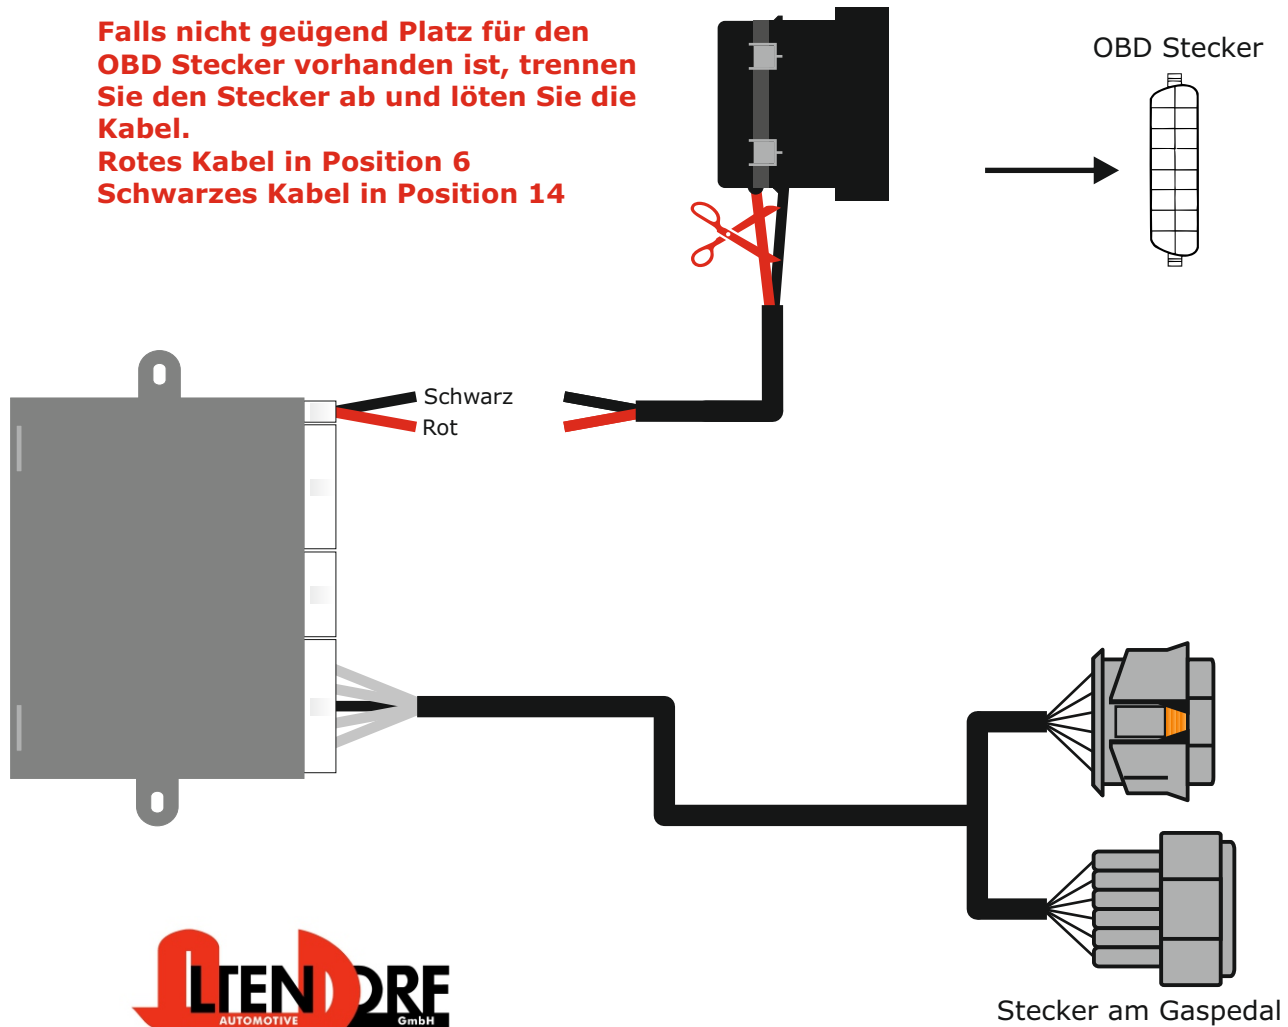 Falls nicht geügend Platz für den
OBD Stecker vorhanden ist, trennen
Sie den Stecker ab und löten Sie die
Kabel.
Rotes Kabel in Position 6
Schwarzes Kabel in Position 14
OBD Stecker
Schwarz
Rot
Stecker am Gaspedal
ALTENDORF
AUTOMOTIVE GmbH